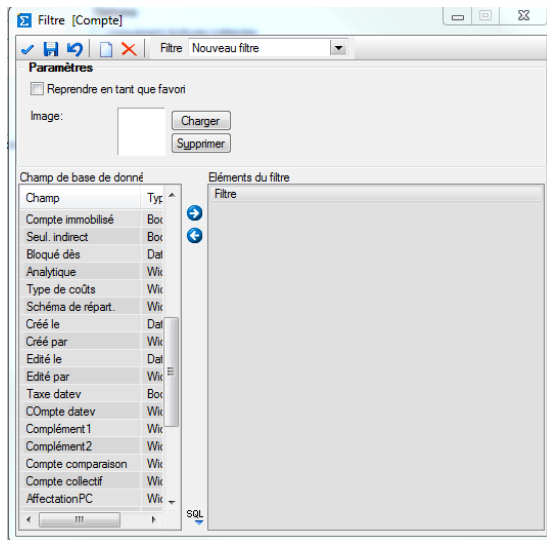 Filtre [Compte]
Filtre Nouveau filtre
Paramètres
Reprendre en tant que favori
Image:
Charger
Supprimer
Champ de base de donné
Eléments du filtre
Champ Typ
Filtre
Compte immobilisé Boo
Seul. indirect Boo
Bloqué dès Dat
Analytique Wic
Type de coûts Wic
Schéma de répart. Wic
Créé le Dat
Créé par Wic
Edité le Dat
Edité par Wic
Taxe datev Boo
COmpte datev Wic
Complément1 Wic
Complément2 Wic
Compte comparaison Wic
Compte collectif Wic
AffectationPC Wic
SQL